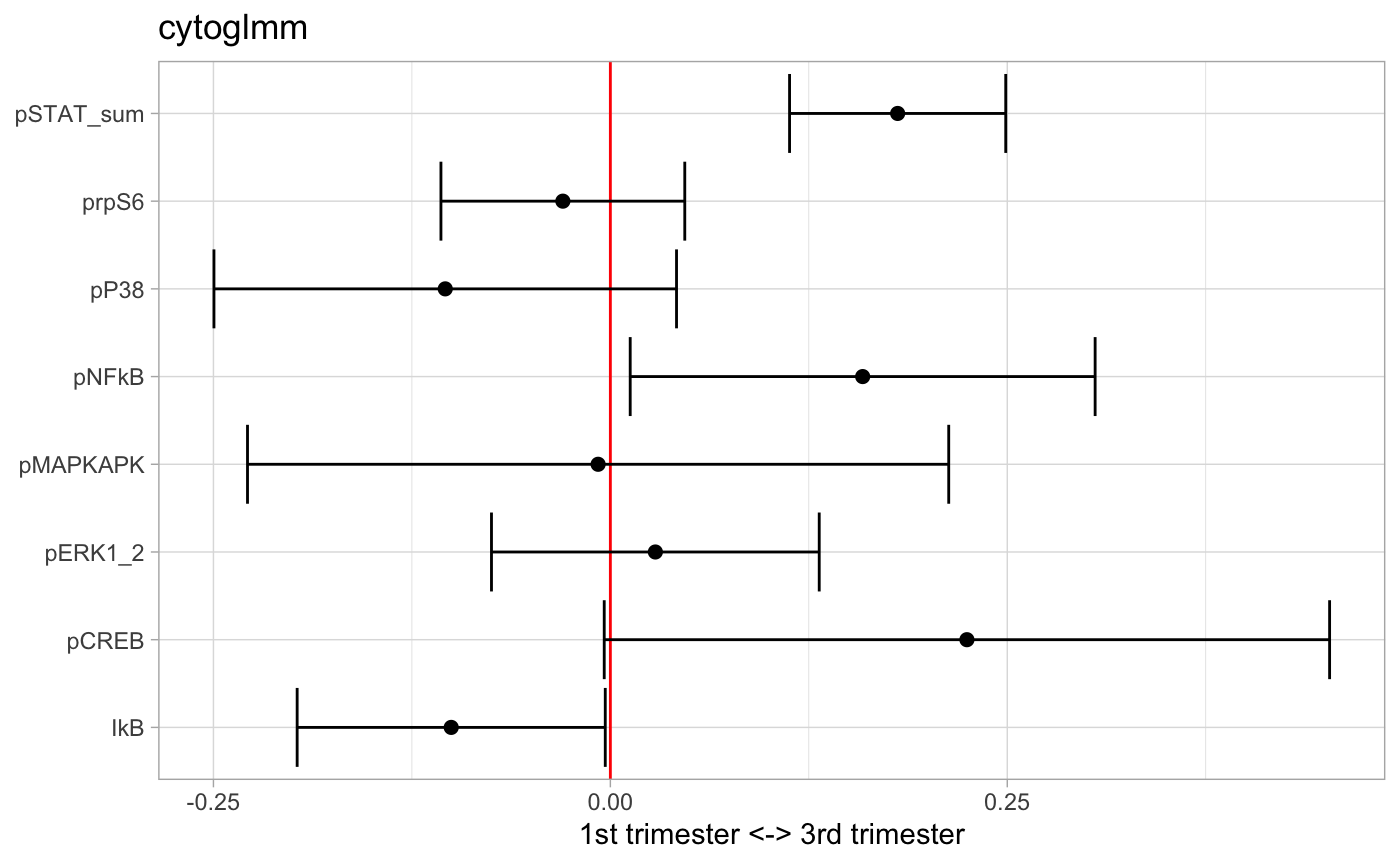 cytoglmm
pSTAT_sum
prpS6
pP38
pNFkB
pMAPKAPK
pERK1_2
pCREB
IkB
-0.25 0.00 0.25
1st trimester <-> 3rd trimester